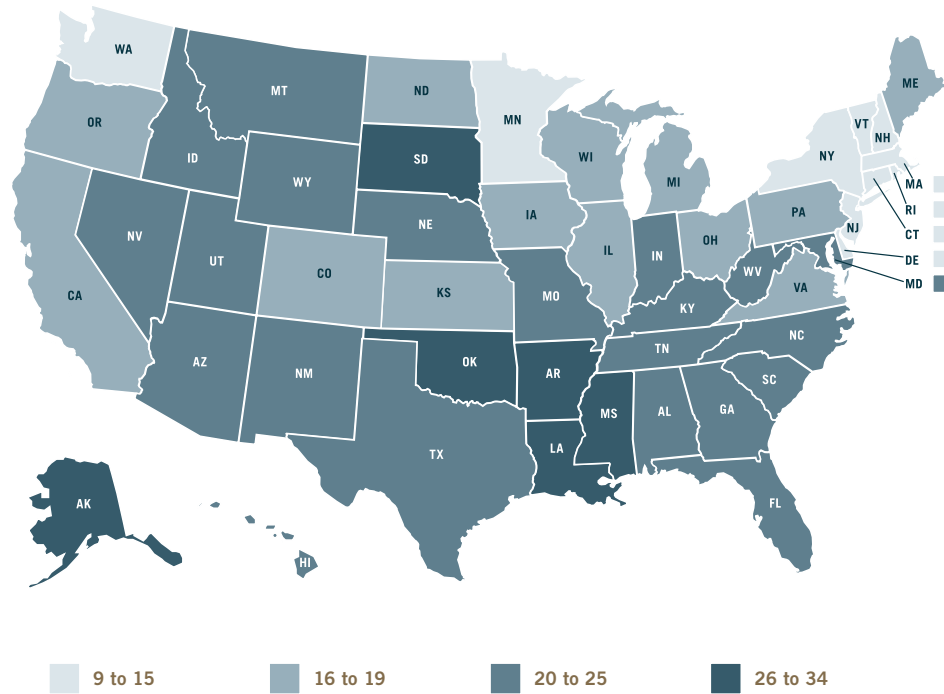 WA
MT
ND
MN
ME
OR
ID
SD
WI
VT
NH
NY
WY
MI
MA
NV
NE
IA
PA
RI
UT
CO
IL
IN
OH
NJ
CT
CA
KS
MO
WV
DE
MD
VA
KY
AZ
NM
OK
AR
TN
NC
SC
TX
LA
MS
AL
GA
AK
HI
FL
9 to 15
16 to 19
20 to 25
26 to 34